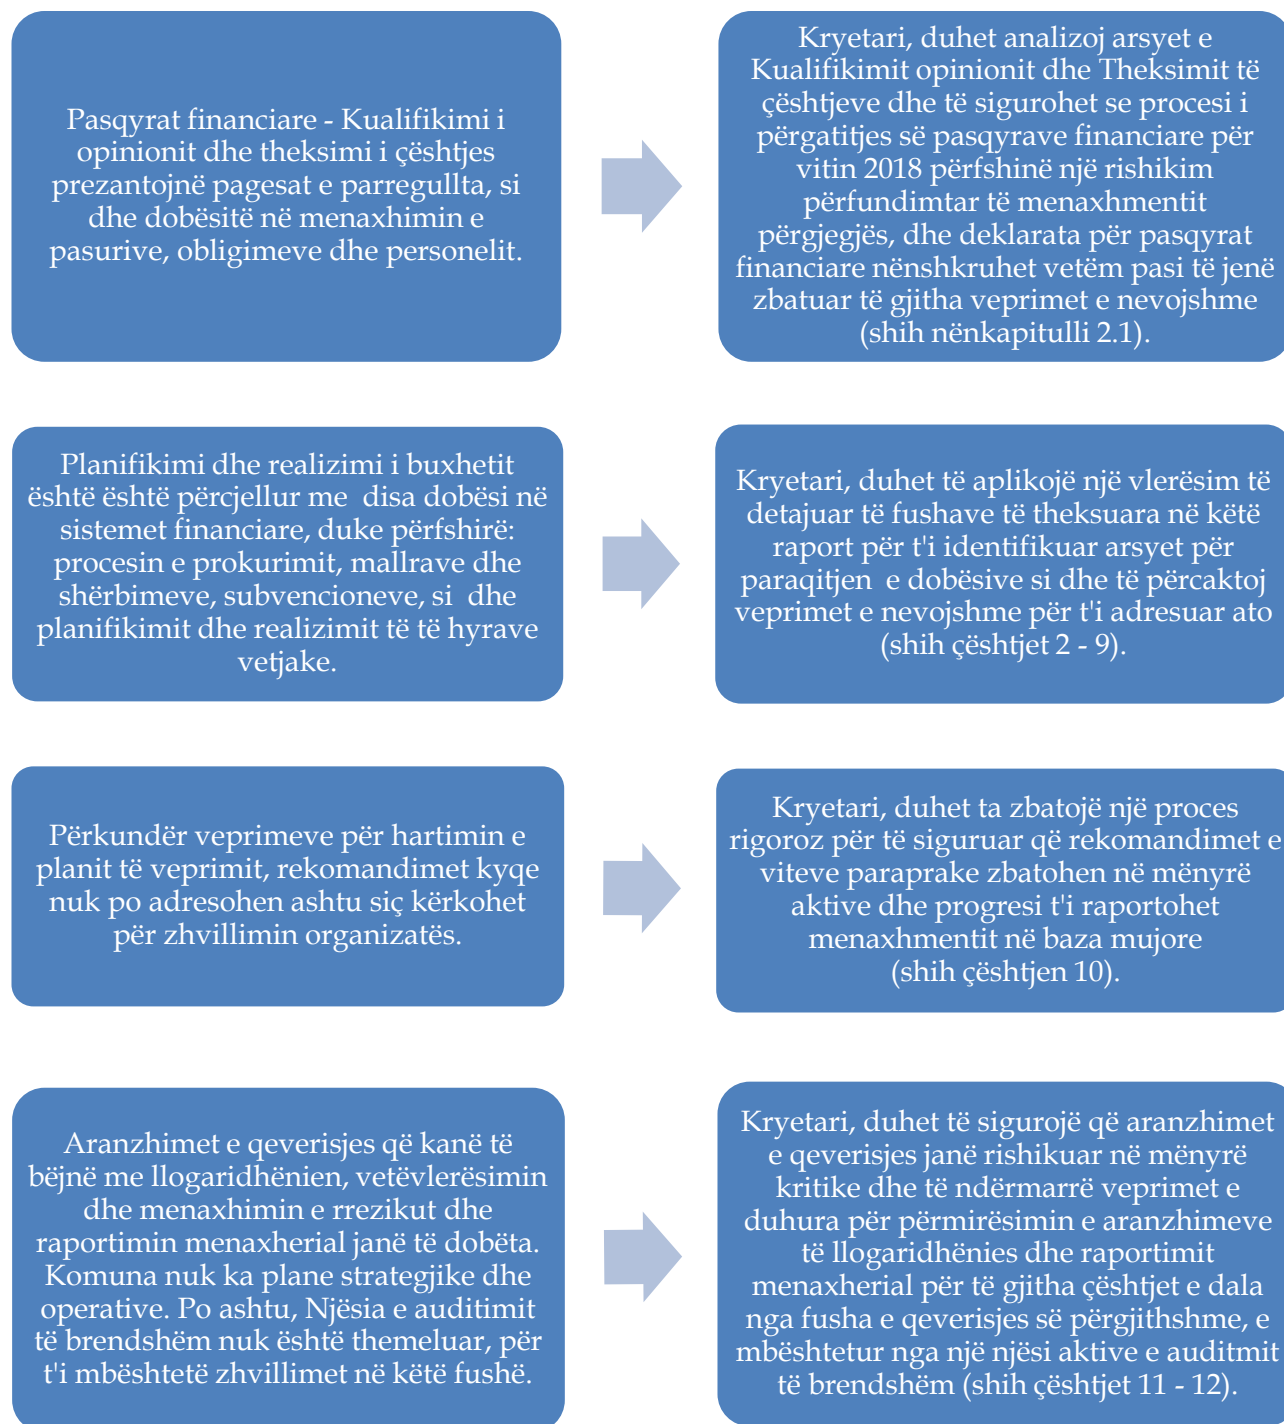 Pasqyrat financiare - Kualifikimi i
opinionit dhe theksimi i çështjes
prezantojnë pagesat e parregullta, si
dhe dobësitë në menaxhimin e
pasurive, obligimeve dhe personelit.
Kryetari, duhet analizoj arsyet e
Kualifikimit opinionit dhe Theksimit të
çështjeve dhe të sigurohet se procesi i
përgatitjes së pasqyrave financiare për
vitin 2018 përfshinë një rishikim
përfundimtar të menaxhmentit
përgjegjës, dhe deklarata për pasqyrat
financiare nënshkruhet vetëm pasi të jenë
zbatuar të gjitha veprimet e nevojshme
(shih nënkapitulli 2.1).
Planifikimi dhe realizimi i buxhetit
është është përcjellur me disa dobësi në
sistemet financiare, duke përfshirë:
procesin e prokurimit, mallrave dhe
shërbimeve, subvencioneve, si dhe
planifikimit dhe realizimit të të hyrave
vetjake.
Kryetari, duhet të aplikojë një vlerësim të
detajuar të fushave të theksuara në këtë
raport për t'i identifikuar arsyet për
paraqitjen e dobësive si dhe të përcaktoj
veprimet e nevojshme për t'i adresuar ato
(shih çështjet 2 - 9).
Përkundër veprimeve për hartimin e
planit të veprimit, rekomandimet kyqe
nuk po adresohen ashtu siç kërkohet
për zhvillimin organizatës.
Kryetari, duhet ta zbatojë një proces
rigoroz për të siguruar që rekomandimet e
viteve paraprake zbatohen në mënyrë
aktive dhe progresi t'i raportohet
menaxhmentit në baza mujore
(shih çështjen 10).
Aranzhimet e qeverisjes që kanë të
bëjnë me llogaridhënien, vetëvlerësimin
dhe menaxhimin e rrezikut dhe
raportimin menaxherial janë të dobëta.
Komuna nuk ka plane strategjike dhe
operative. Po ashtu, Njësia e auditimit
të brendshëm nuk është themeluar, për
t'i mbështetë zhvillimet në këtë fushë.
Kryetari, duhet të sigurojë që aranzhimet
e qeverisjes janë rishikuar në mënyrë
kritike dhe të ndërmarrë veprimet e
duhura për përmirësimin e aranzhimeve
të llogaridhënies dhe raportimit
menaxherial për të gjitha çështjet e dala
nga fusha e qeverisjes së përgjithshme, e
mbështetur nga një njësi aktive e auditmit
të brendshëm (shih çështjet 11 - 12).